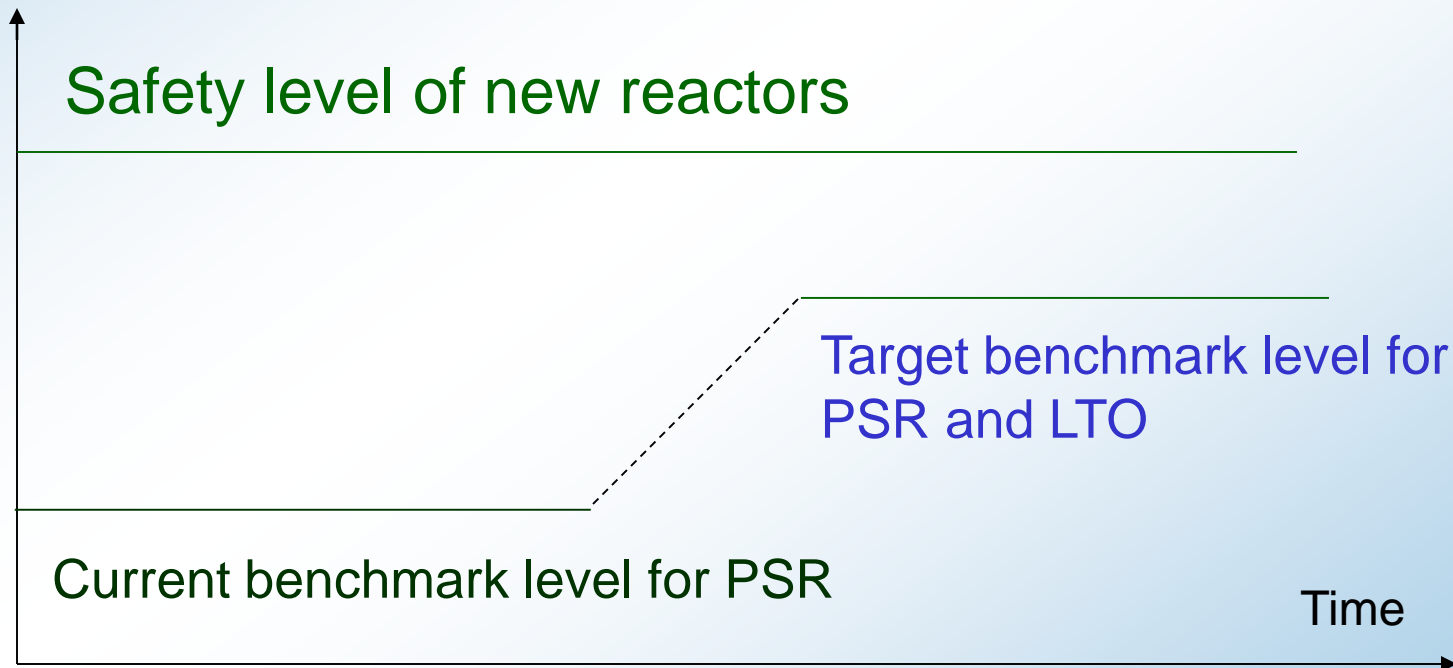 Safety level of new reactors
Target benchmark level for
PSR and LTO
Current benchmark level for PSR
Time